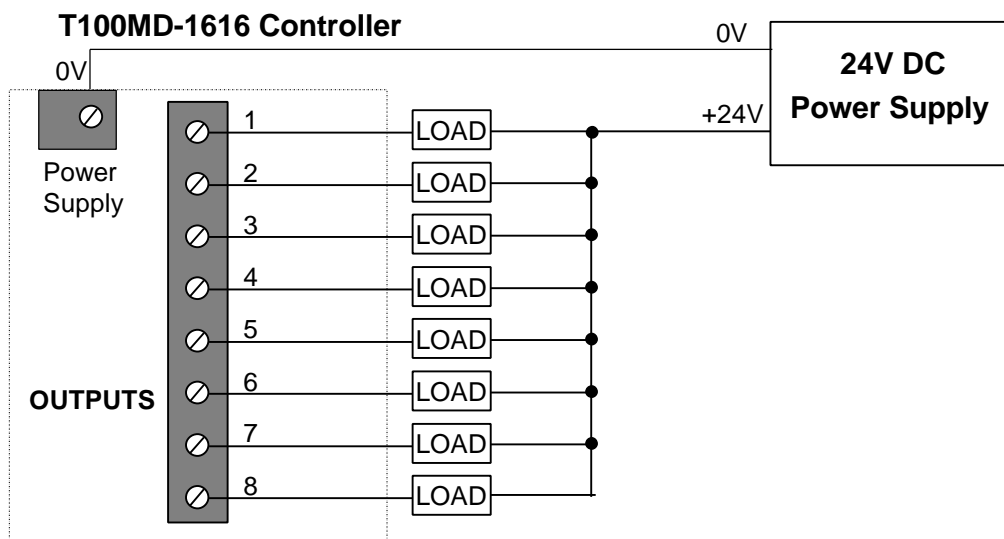 T100MD-1616 Controller
0V
0V
24V DC
Power Supply
+24V
Power
Supply
OUTPUTS
1 LOAD
2 LOAD
3 LOAD
4 LOAD
5 LOAD
6 LOAD
7 LOAD
8 LOAD